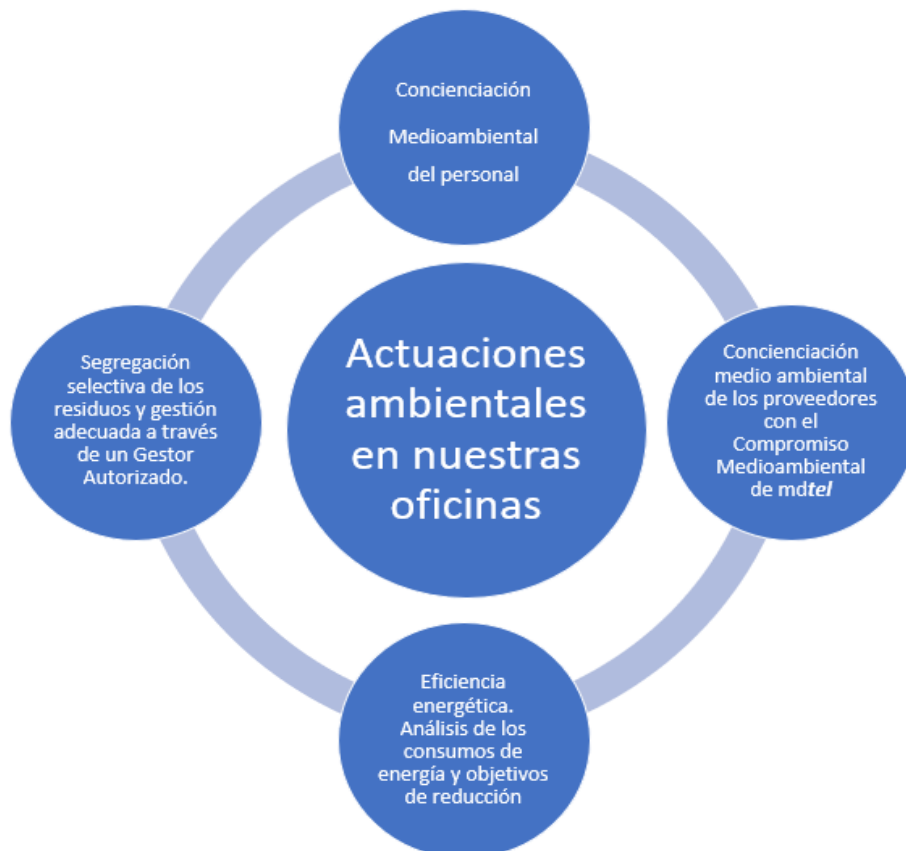 Concienciación
Medioambiental
del personal
Segregación
selectiva de los
residuos y gestión
adecuada a través
de un Gestor
Autorizado.
Actuaciones
ambientales
en nuestras
oficinas
Concienciación
medio ambiental
de los proveedores
con el
Compromiso
Medioambiental
de mdtel
Eficiencia
energética.
Análisis de los
consumos de
energía y objetivos
de reducción